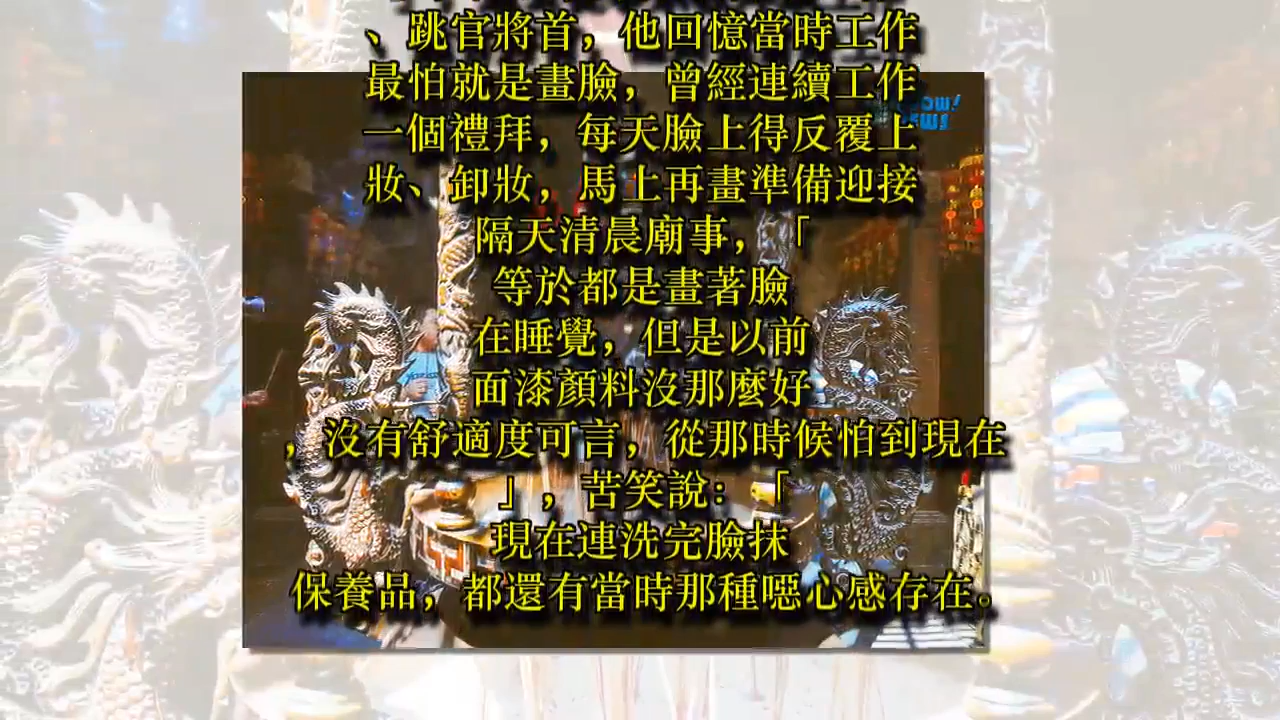 、跳官將首，他回憶當時工作
最怕就是畫臉，曾經連續工作
一個禮拜，每天臉上得反覆上
妝、卸妝，馬上再畫準備迎接
隔天清晨廟事，「
等於都是畫著臉
在睡覺，但是以前
面漆顏料沒那麼好
，沒有舒適度可言，從那時候怕到現在
」，苦笑說：「
現在連洗完臉抹
保養品，都還有當時那種噁心感存在。